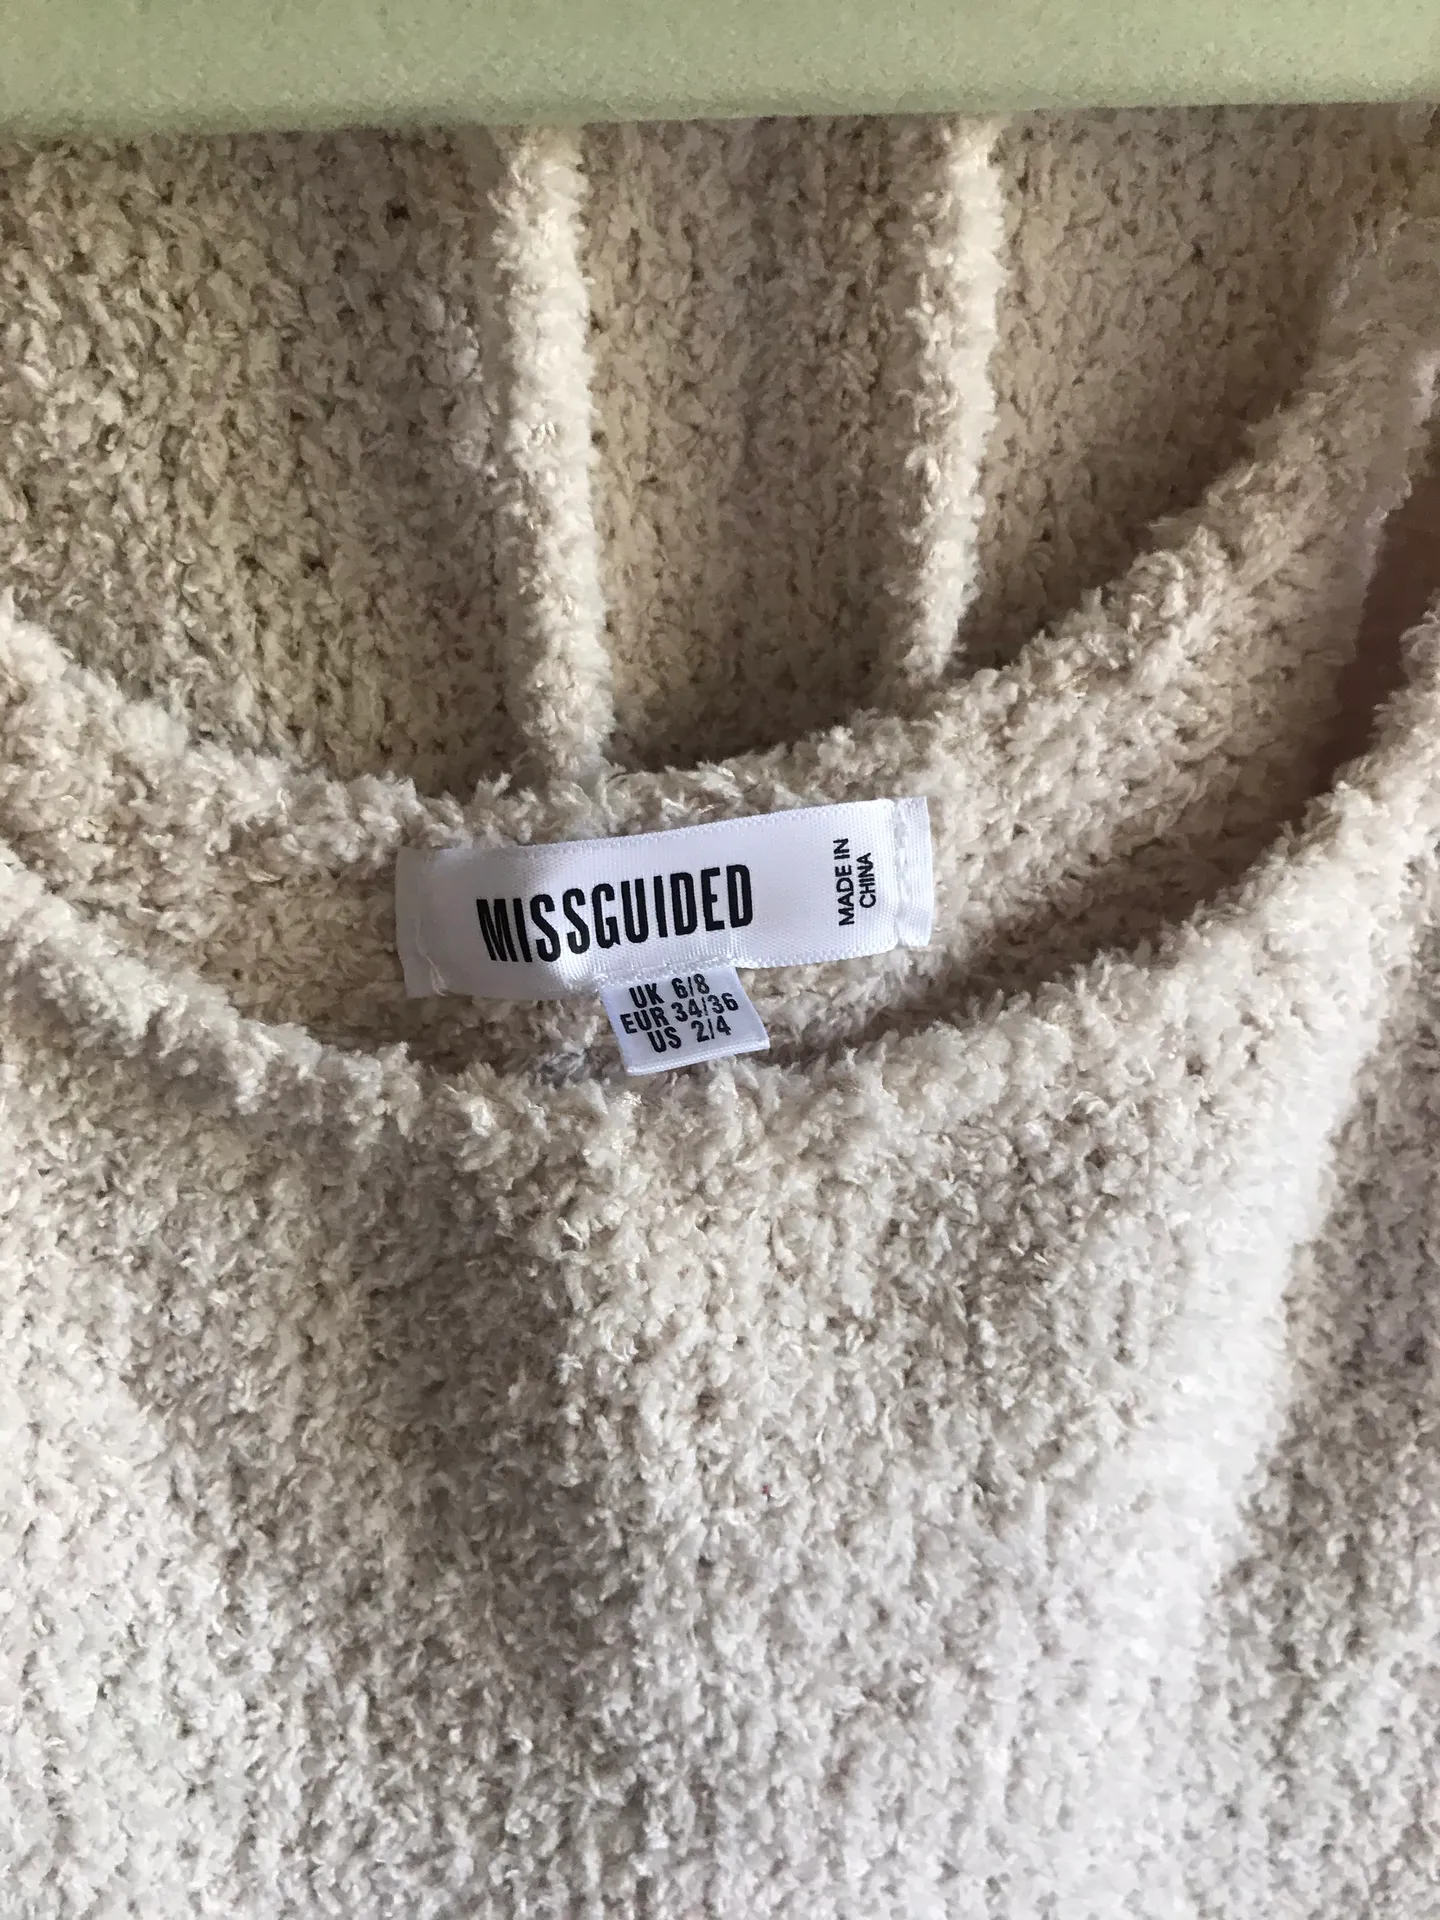 MISSGUIDED
MADE IN
CHINA
UK 6/8
EUR 34/36
US 2/4